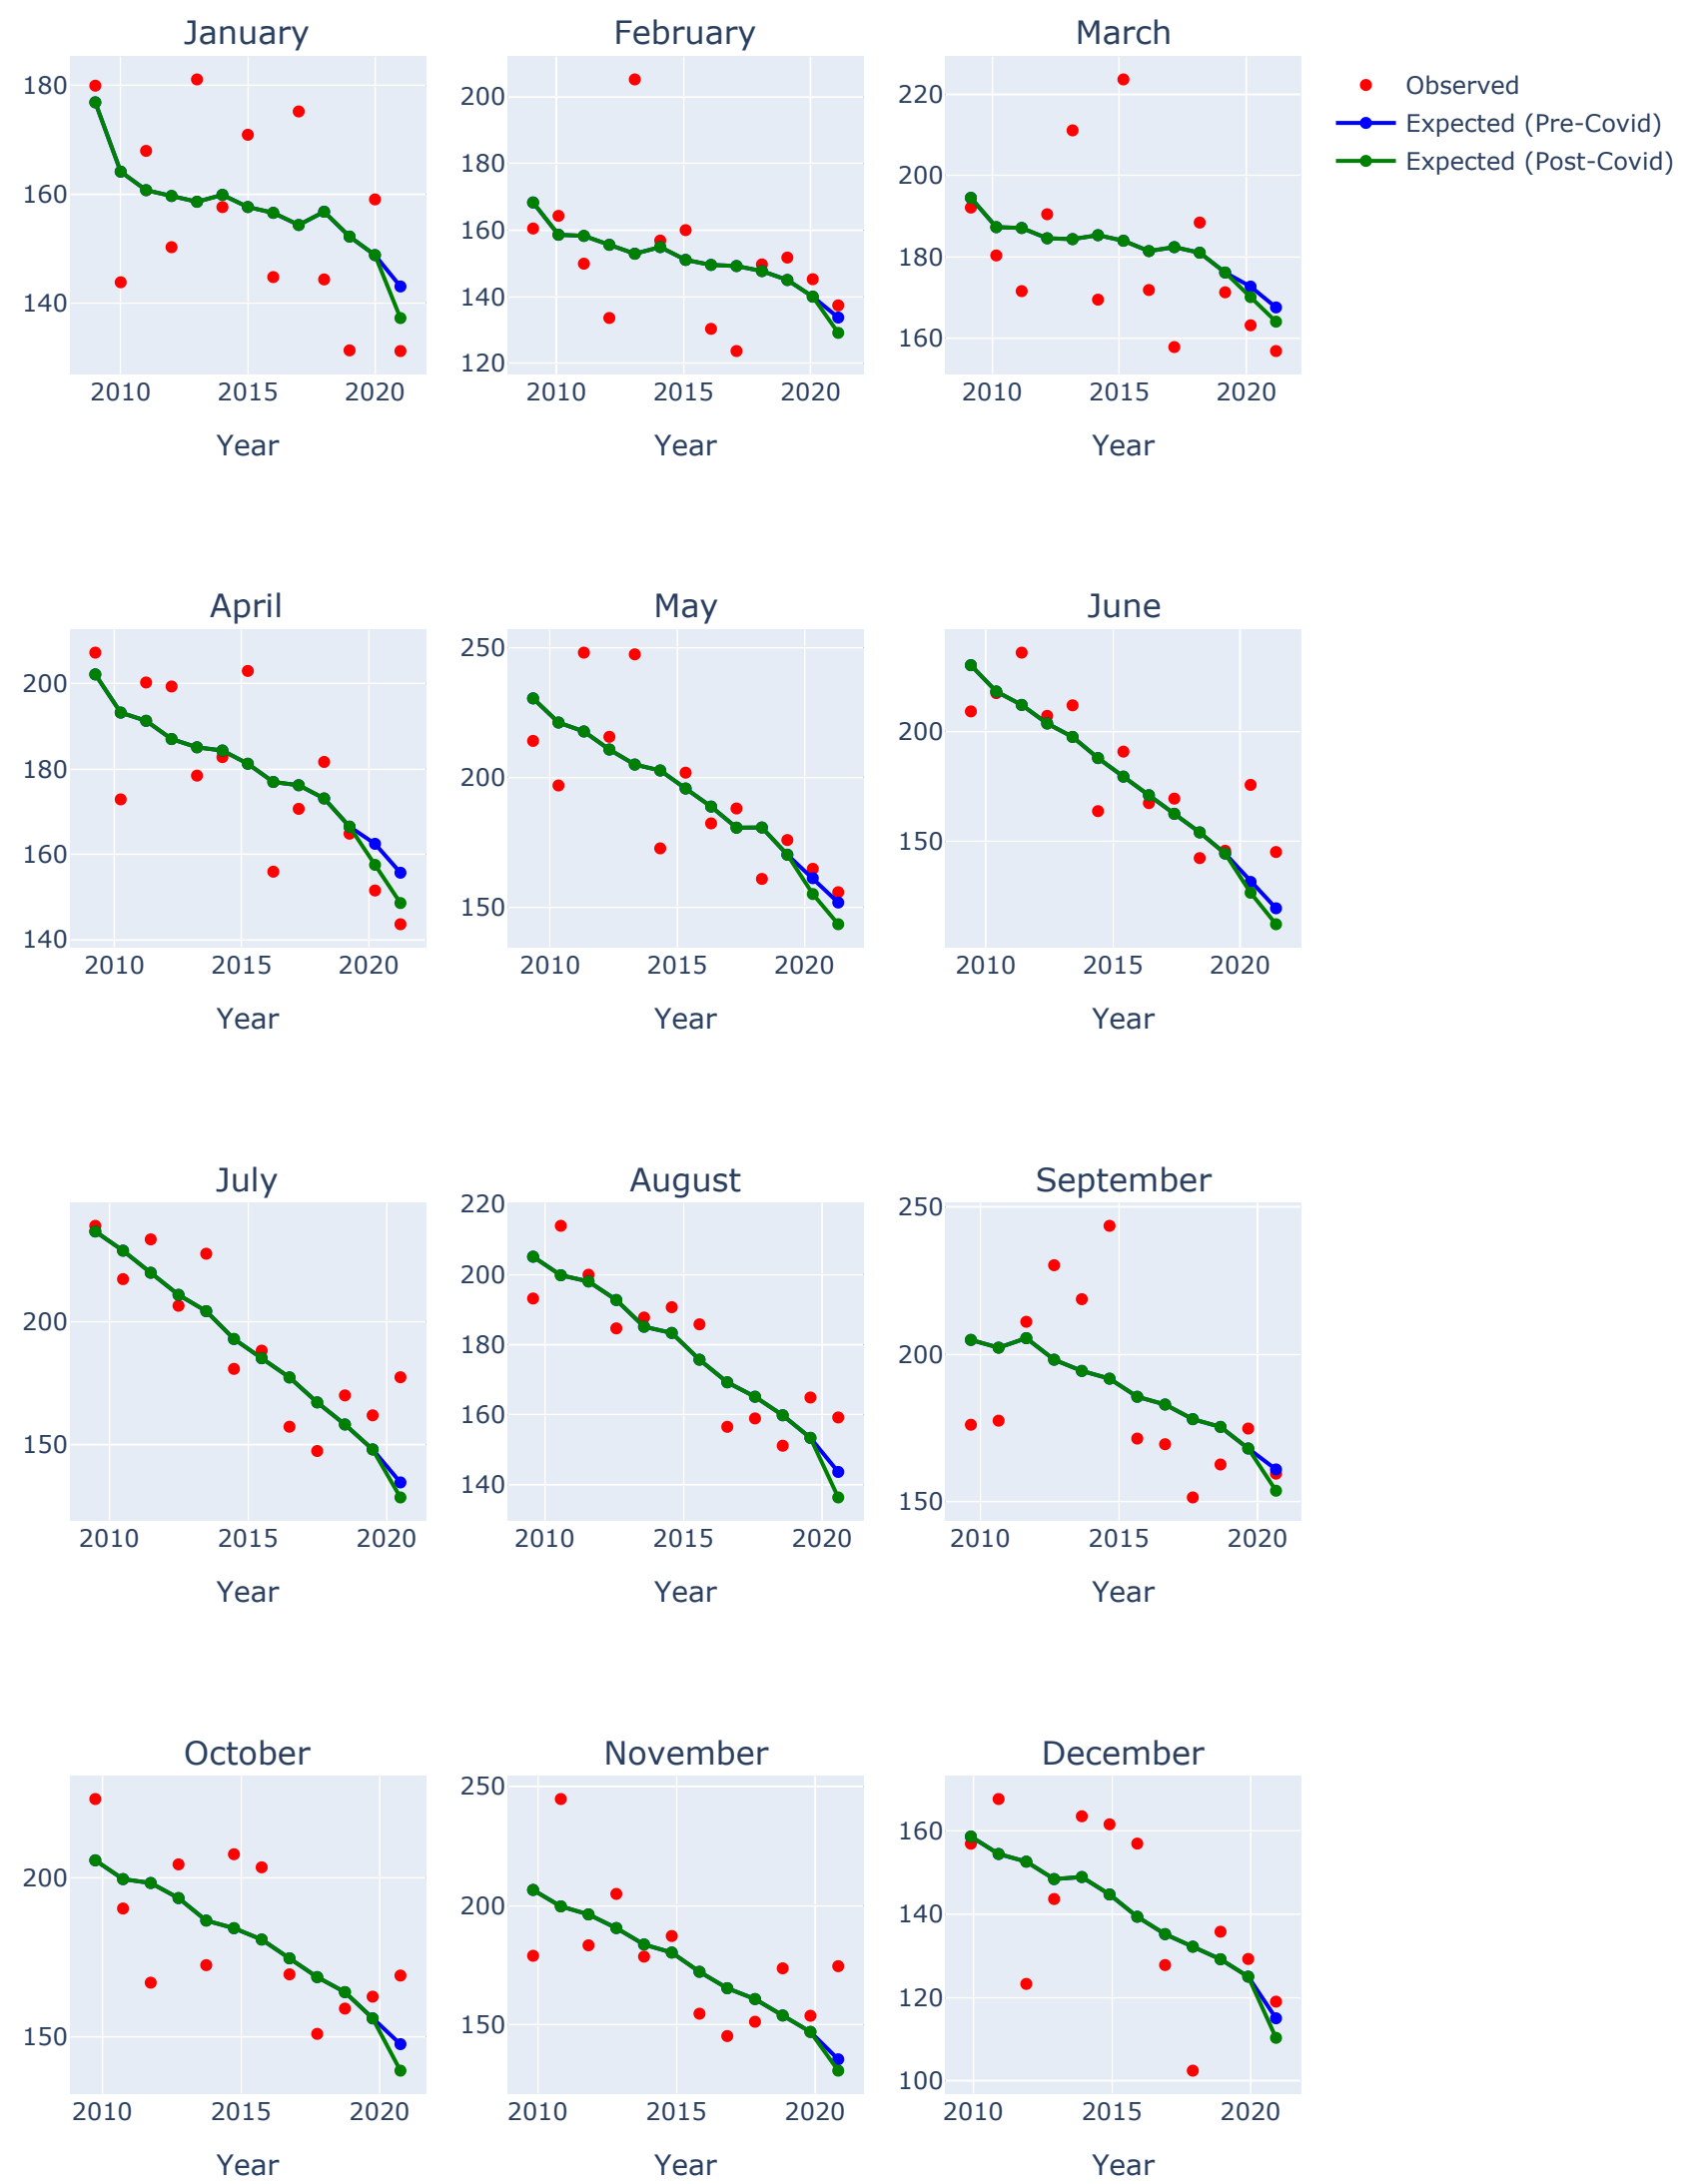 January
February
March
180
160
140
2010 2015 2020
Year
200
180
160
140
120
2010 2015 2020
Year
220
200
180
160
2010 2015 2020
Year
Observed
Expected (Pre-Covid)
Expected (Post-Covid)
April
May
June
200
180
160
140
2010 2015 2020
Year
250
200
150
2010 2015 2020
Year
200
150
2010 2015 2020
Year
July
August
September
200
150
2010 2015 2020
Year
220
200
180
160
140
2010 2015 2020
Year
250
200
150
2010 2015 2020
Year
October
November
December
200
150
2010 2015 2020
Year
250
200
150
2010 2015 2020
Year
160
140
120
100
2010 2015 2020
Year